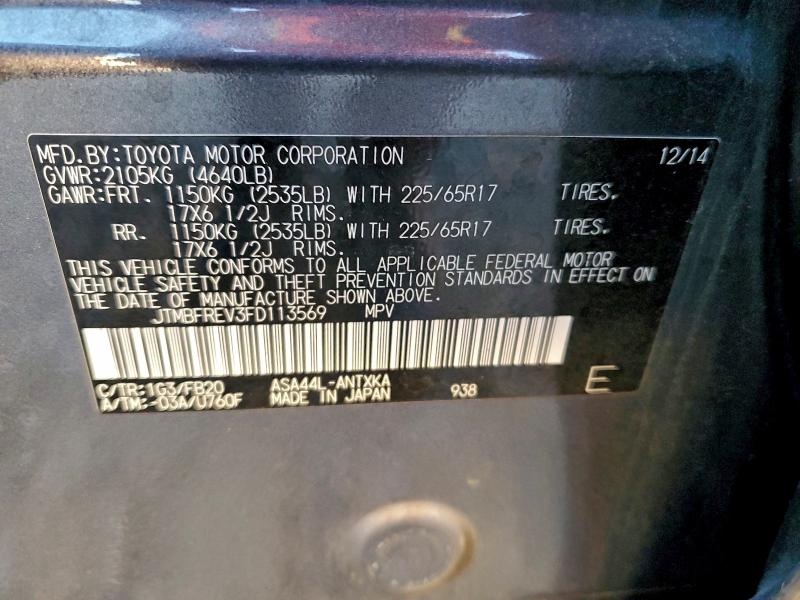 MFD.BY:TOYOTA MOTOR CORPORATION 12/14
GVWR:2105KG (4640LB)
GAWR:FRT. 1150KG (2535LB) WITH 225/65R17 TIRES.
17X6 1/2J RIMS.
RR. 1150KG (2535LB) WITH 225/65R17 TIRES.
17X6 1/2J RIMS.
THIS VEHICLE CONFORMS TO ALL APPLICABLE FEDERAL MOTOR
VEHICLE SAFETY AND THEFT PREVENTION STANDARDS IN EFFECT ON
THE DATE OF MANUFACTURE SHOWN ABOVE.
JTMBFREV3FD113569 MPV
C/TR:1G3/FB20 ASA44L-ANTXKA
A/TM:-03A/U760F MADE IN JAPAN 938 E